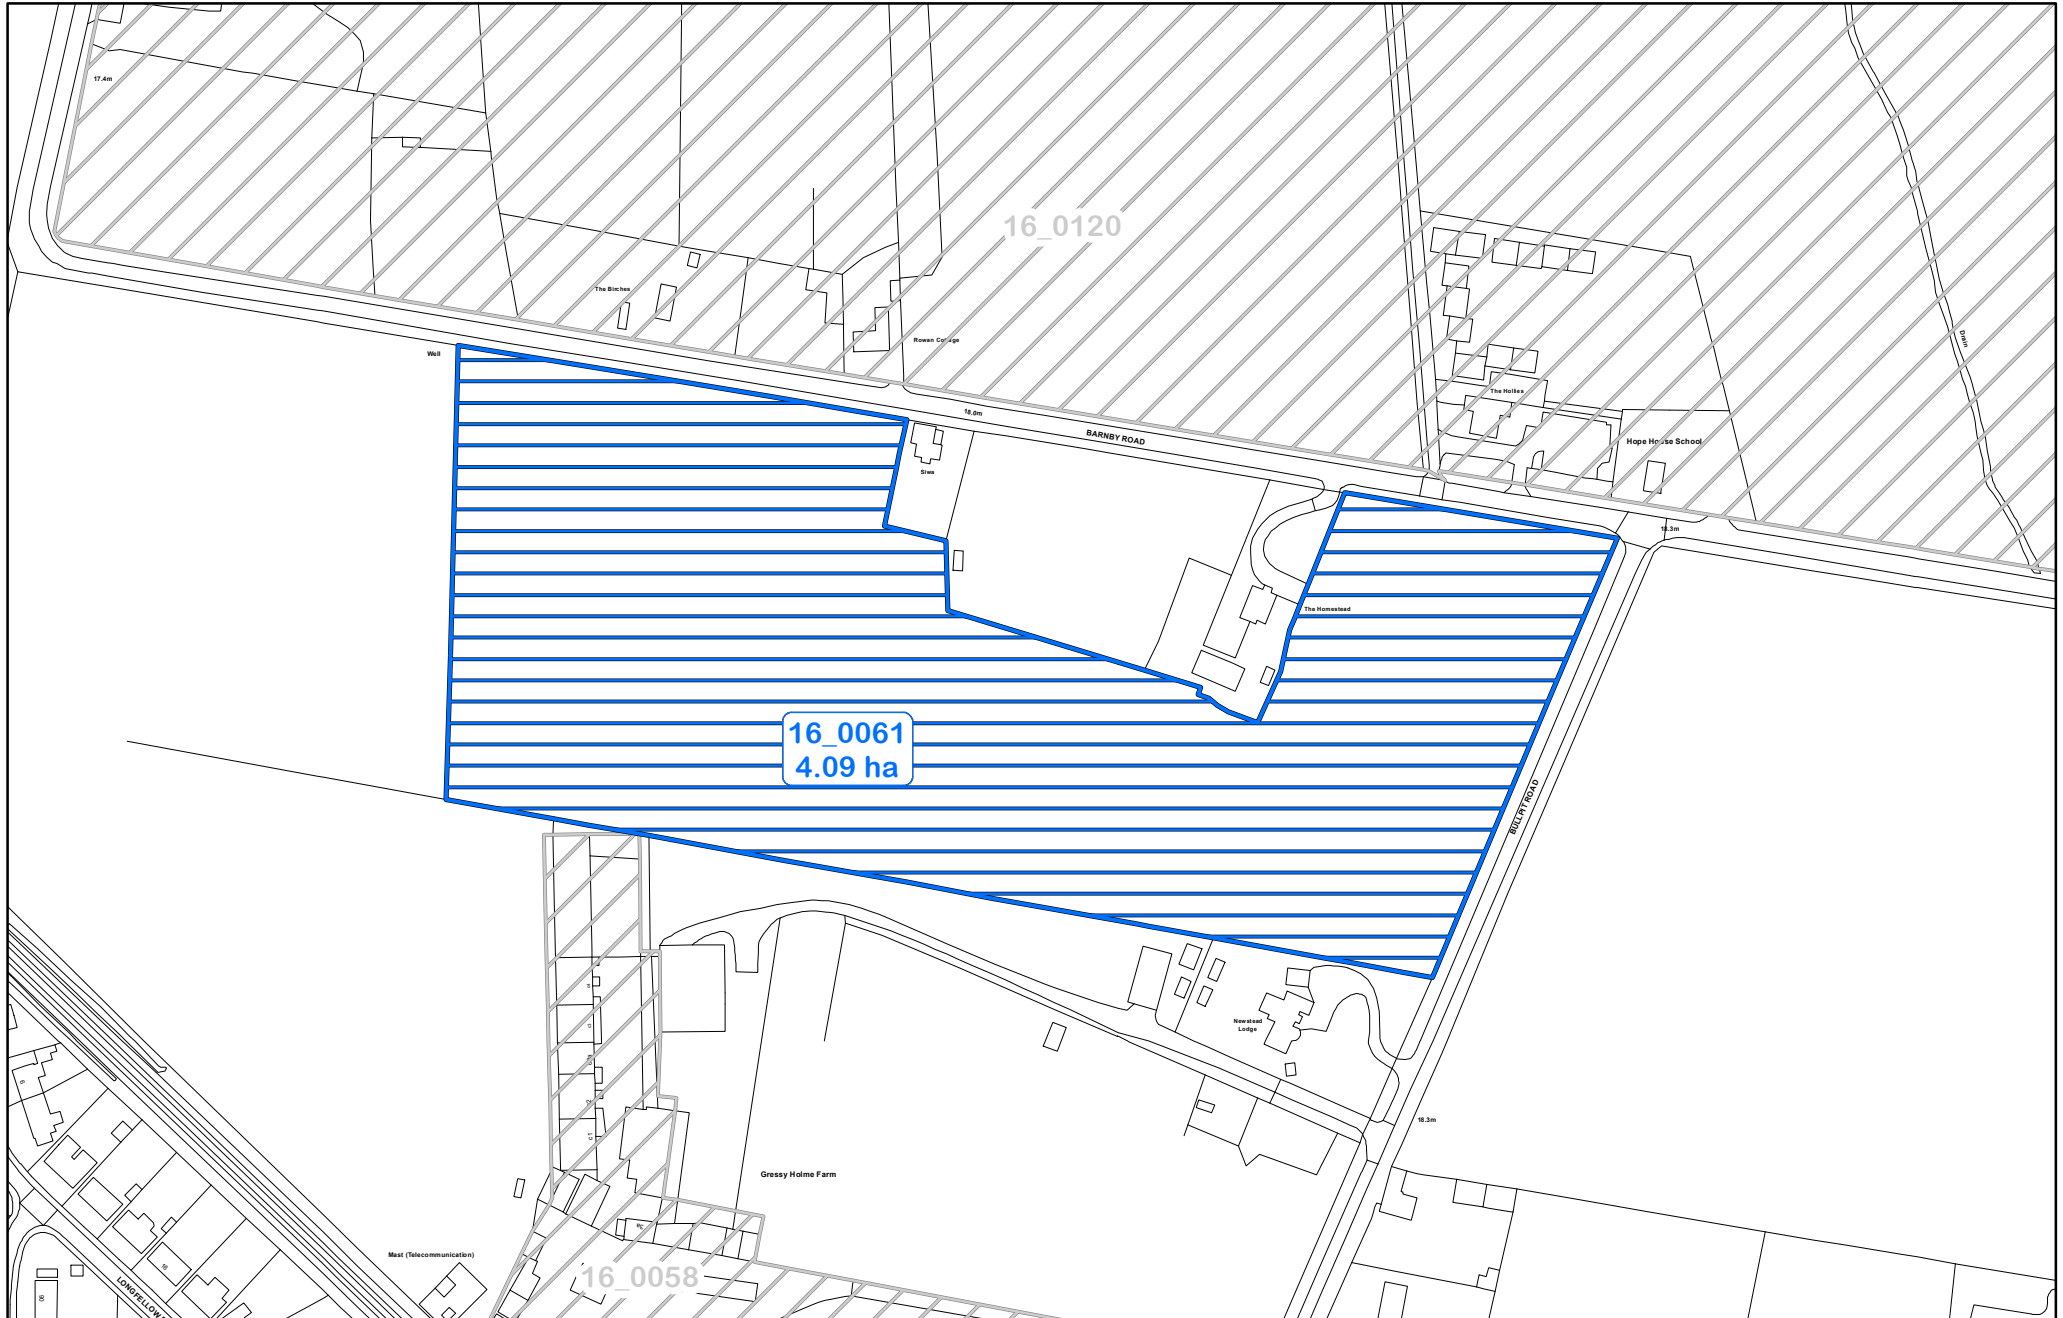 17.4m
16_0120
The Birches
Drain
Rowan Cottage
Well
The Hollies
18.0m
BARNBY ROAD
Hope House School
Siwa
18.3m
The Homestead
16_0061
4.09 ha
BULLPIT ROAD
Newstead
Lodge
18.3m
Gressy Holme Farm
Mast (Telecommunication)
16_0058
16
LONGFELLOW